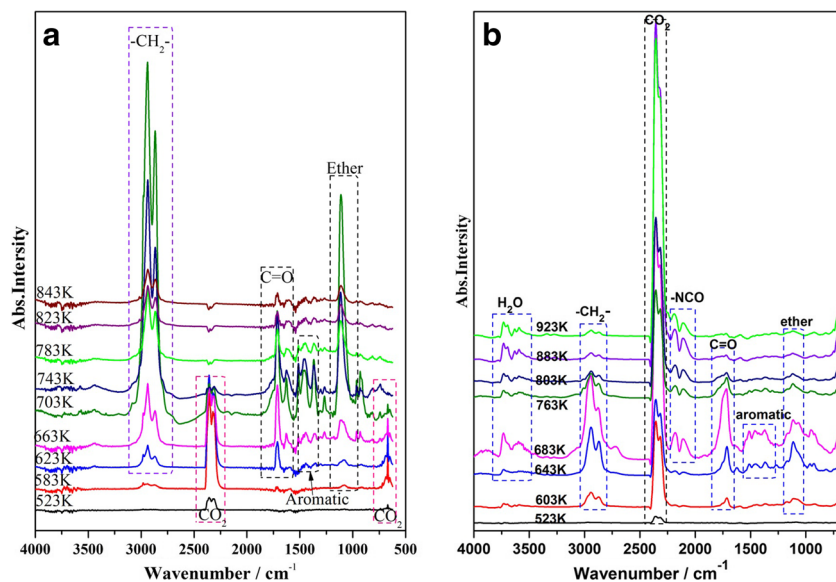 a
-CH2-
Ether
C=O
843K
823K
783K
743K
703K
663K
623K
583K
523K
Aromatic
CO2
CO2
Abs.Intersity
4000 3500 3000 2500 2000 1500 1000 500
Wavenumber / cm-1
b
CO2
H2O
-CH2-
-NCO
C=O
ether
aromatic
923K
883K
803K
763K
683K
643K
603K
523K
Abs.Intersity
4000 3500 3000 2500 2000 1500 1000
Wavenumber / cm-1